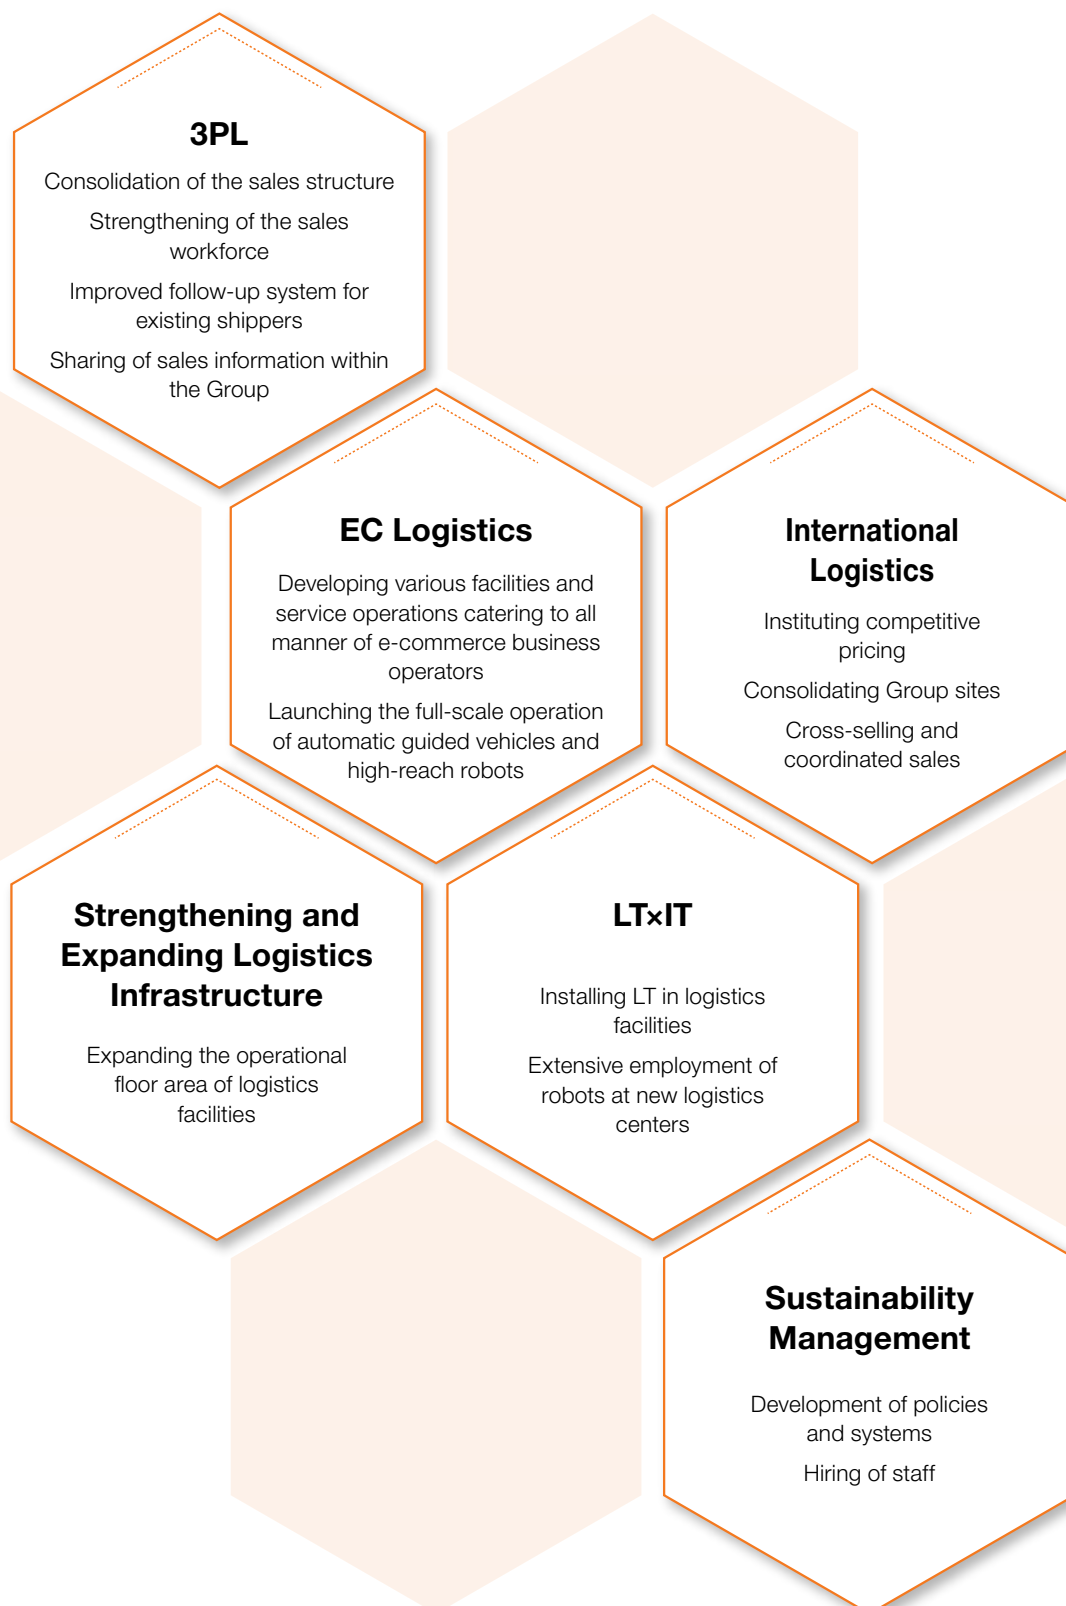 3PL
Consolidation of the sales structure
Strengthening of the sales
workforce
Improved follow-up system for
existing shippers
Sharing of sales information within
the Group
EC Logistics
Developing various facilities and
service operations catering to all
manner of e-commerce business
operators
Launching the full-scale operation
of automatic guided vehicles and
high-reach robots
International
Logistics
Instituting competitive
pricing
Consolidating Group sites
Cross-selling and
coordinated sales
Strengthening and
Expanding Logistics
Infrastructure
Expanding the operational
floor area of logistics
facilities
LT×IT
Installing LT in logistics
facilities
Extensive employment of
robots at new logistics
centers
Sustainability
Management
Development of policies
and systems
Hiring of staff